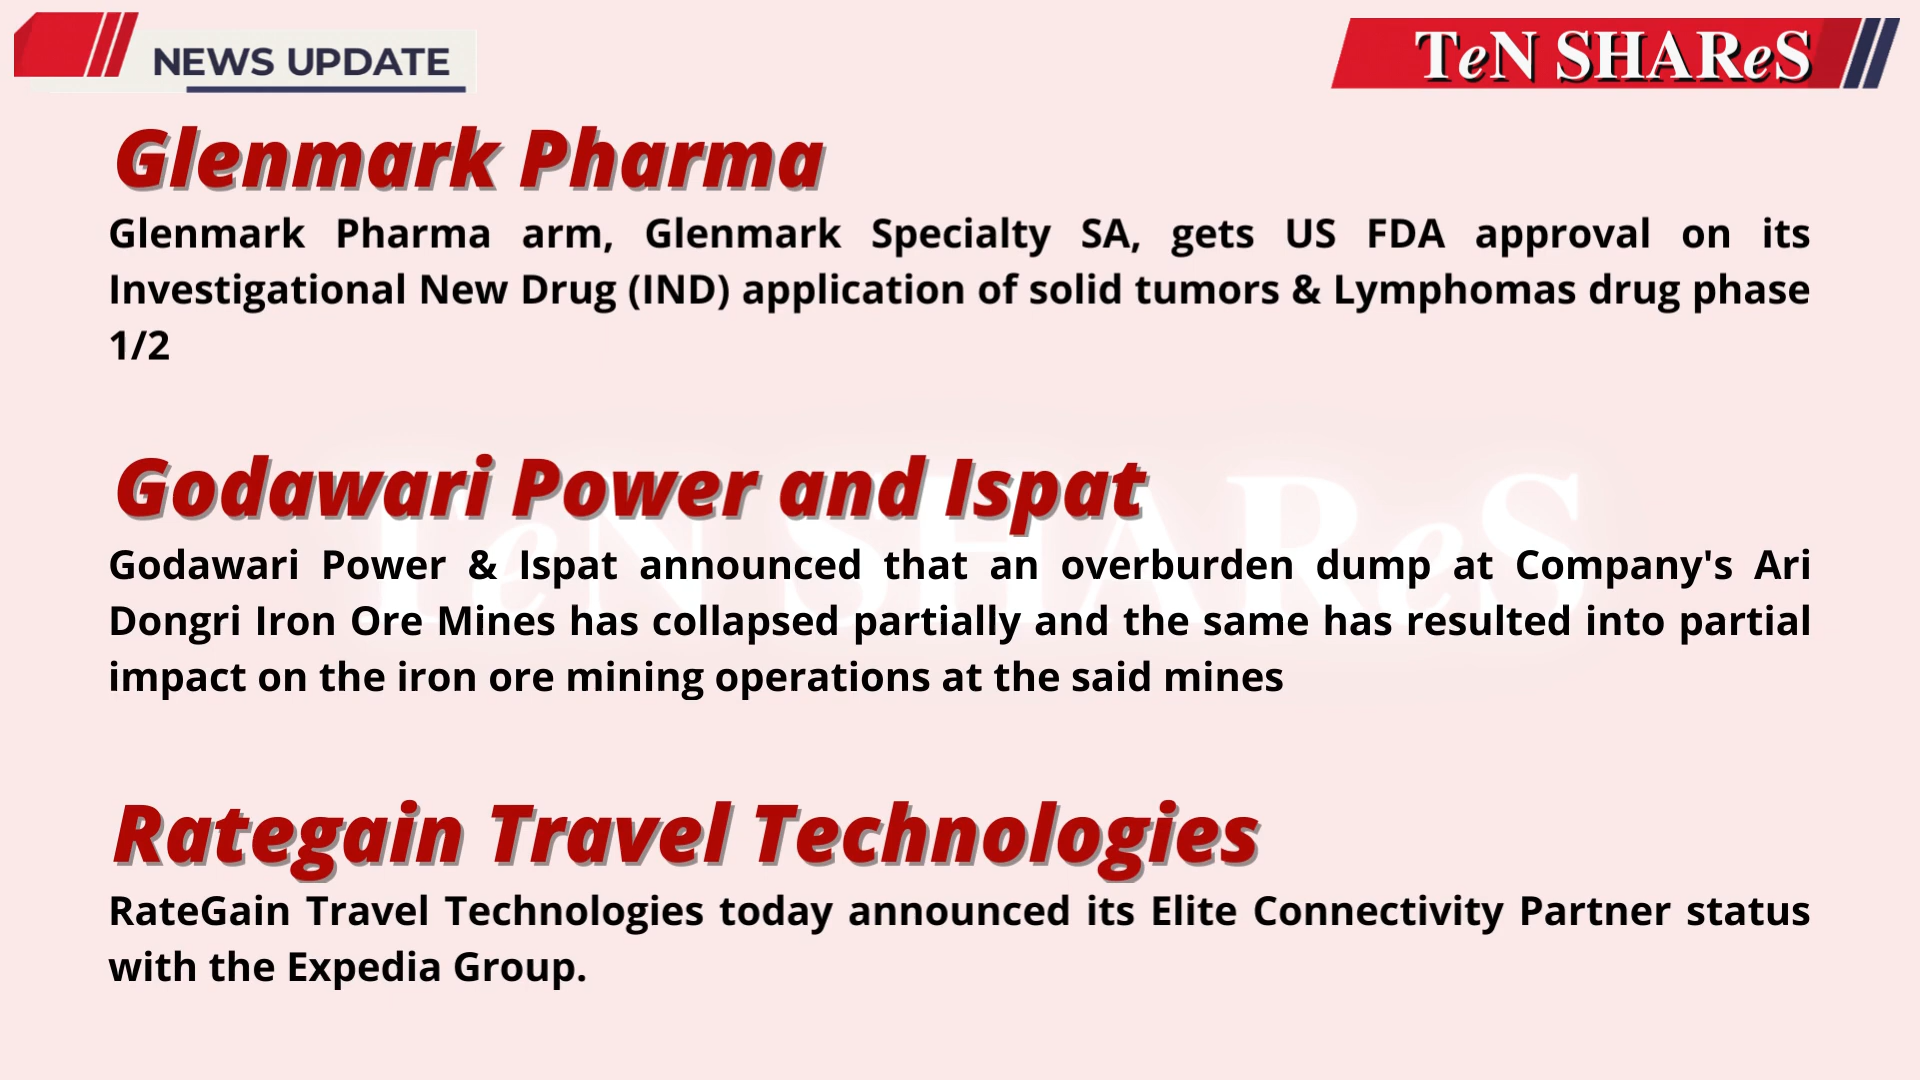 NEWS UPDATE
TeN SHAReS
Glenmark Pharma
Glenmark Pharma arm, Glenmark Specialty SA, gets US FDA approval on its
Investigational New Drug (IND) application of solid tumors & Lymphomas drug phase
1/2
TeN SHAReS
Godawari Power and Ispat
Godawari Power & Ispat announced that an overburden dump at Company's Ari
Dongri Iron Ore Mines has collapsed partially and the same has resulted into partial
impact on the iron ore mining operations at the said mines
Rategain Travel Technologies
RateGain Travel Technologies today announced its Elite Connectivity Partner status
with the Expedia Group.